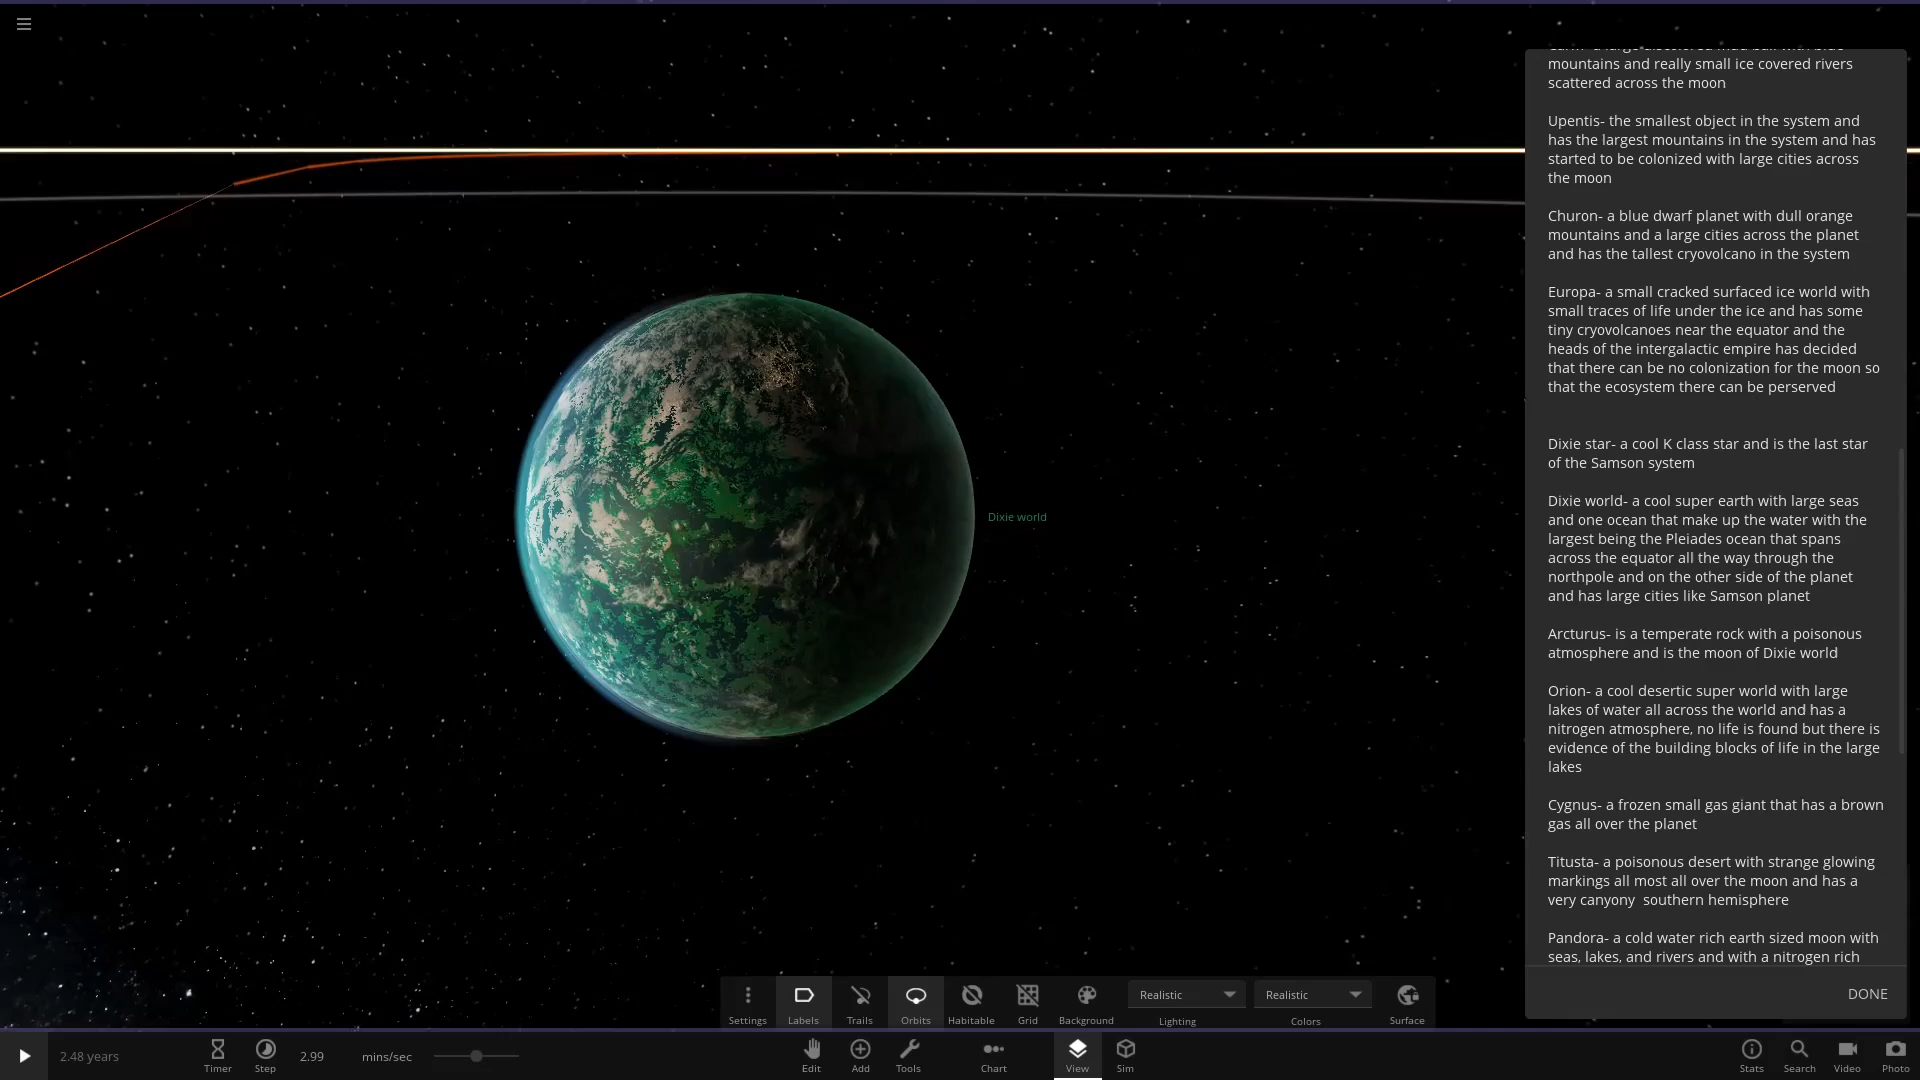 mountains and really small ice covered rivers
scattered across the moon
Upentis- the smallest object in the system and
has the largest mountains in the system and has
started to be colonized with large cities across
the moon
Churon- a blue dwarf planet with dull orange
mountains and a large cities across the planet
and has the tallest cryovolcano in the system
Europa- a small cracked surfaced ice world with
small traces of life under the ice and has some
tiny cryovolcanoes near the equator and the
heads of the intergalactic empire has decided
that there can be no colonization for the moon so
that the ecosystem there can be perserved
Dixie star- a cool K class star and is the last star
of the Samson system
Dixie world- a cool super earth with large seas
and one ocean that make up the water with the
largest being the Pleiades ocean that spans
across the equator all the way through the
northpole and on the other side of the planet
and has large cities like Samson planet
Arcturus- is a temperate rock with a poisonous
atmosphere and is the moon of Dixie world
Orion- a cool desertic super world with large
lakes of water all across the world and has a
nitrogen atmosphere, no life is found but there is
evidence of the building blocks of life in the large
lakes
Cygnus- a frozen small gas giant that has a brown
gas all over the planet
Titusta- a poisonous desert with strange glowing
markings all most all over the moon and has a
very canyony  southern hemisphere
Pandora- a cold water rich earth sized moon with
seas, lakes, and rivers and with a nitrogen rich
DONE
Dixie world
Realistic
Realistic
Settings
Labels
Trails
Orbits
Habitable
Grid
Background
Lighting
Colors
Surface
2.48 years
Timer
Step
2.99
mins/sec
Edit
Add
Tools
Chart
View
Sim
Stats
Search
Video
Photo